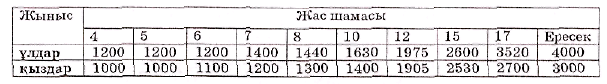 Жыныс Жас шамасы
4 5 6 7 8 10 12 15 17 Ересек
ұлдар 1200 1200 1200 1400 1440 1630 1975 2600 3520 4000
қыздар 1000 1000 1100 1200 1300 1400 1905 2530 2700 3000